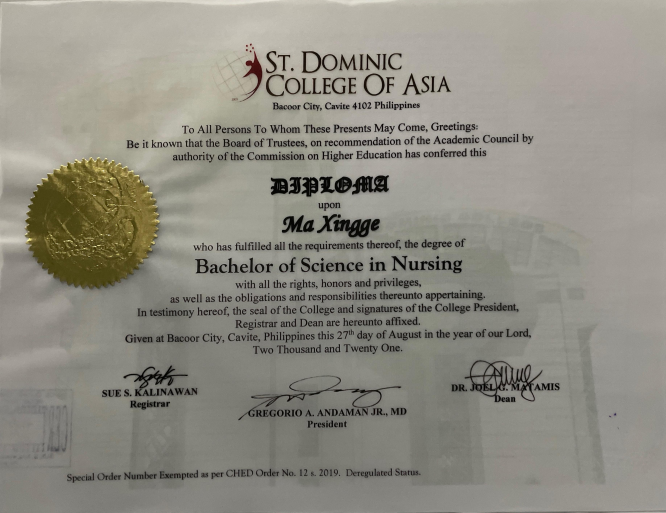 ST. DOMINIC
COLLEGE OF ASIA
Bacoor City, Cavite 4102 Philippines
To All Persons To Whom These Presents May Come, Greetings:
Be it known that the Board of Trustees, on recommendation of the Academic Council by
authority of the Commission on Higher Education has conferred this
DIPLOMA
upon
Ma Xingge
who has fulfilled all the requirements thereof, the degree of
Bachelor of Science in Nursing
with all the rights, honors and privileges,
as well as the obligations and responsibilities thereunto appertaining.
In testimony hereof, the seal of the College and signatures of the College President,
Registrar and Dean are hereunto affixed.
Given at Bacoor City, Cavite, Philippines this 27th day of August in the year of our Lord,
Two Thousand and Twenty One.
SUE S. KALINAWAN
Registrar
GREGORIO A. ANDAMAN JR., MD
President
DR. JOEL G. MATAMIS
Dean
Special Order Number Exempted as per CHED Order No. 12 s. 2019. Deregulated Status.